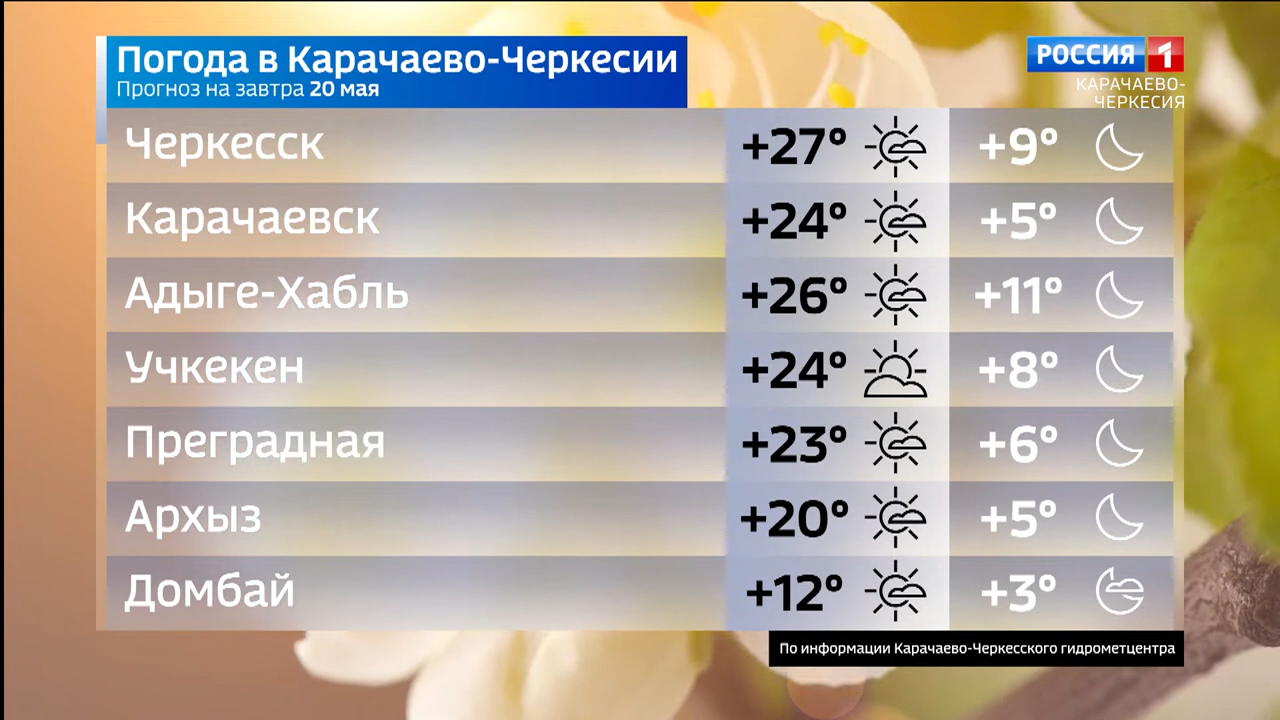 Погода в Карачаево-Черкесии
Прогноз на завтра 20 мая
РОССИЯ 1
КАРАЧАЕВО-
ЧЕРКЕСИЯ
Черкесск +27° +9°
Карачаевск +24° +5°
Адыге-Хабль +26° +11°
Учкекен +24° +8°
Преградная +23° +6°
Архыз +20° +5°
Домбай +12° +3°
По информации Карачаево-Черкесского гидрометцентра